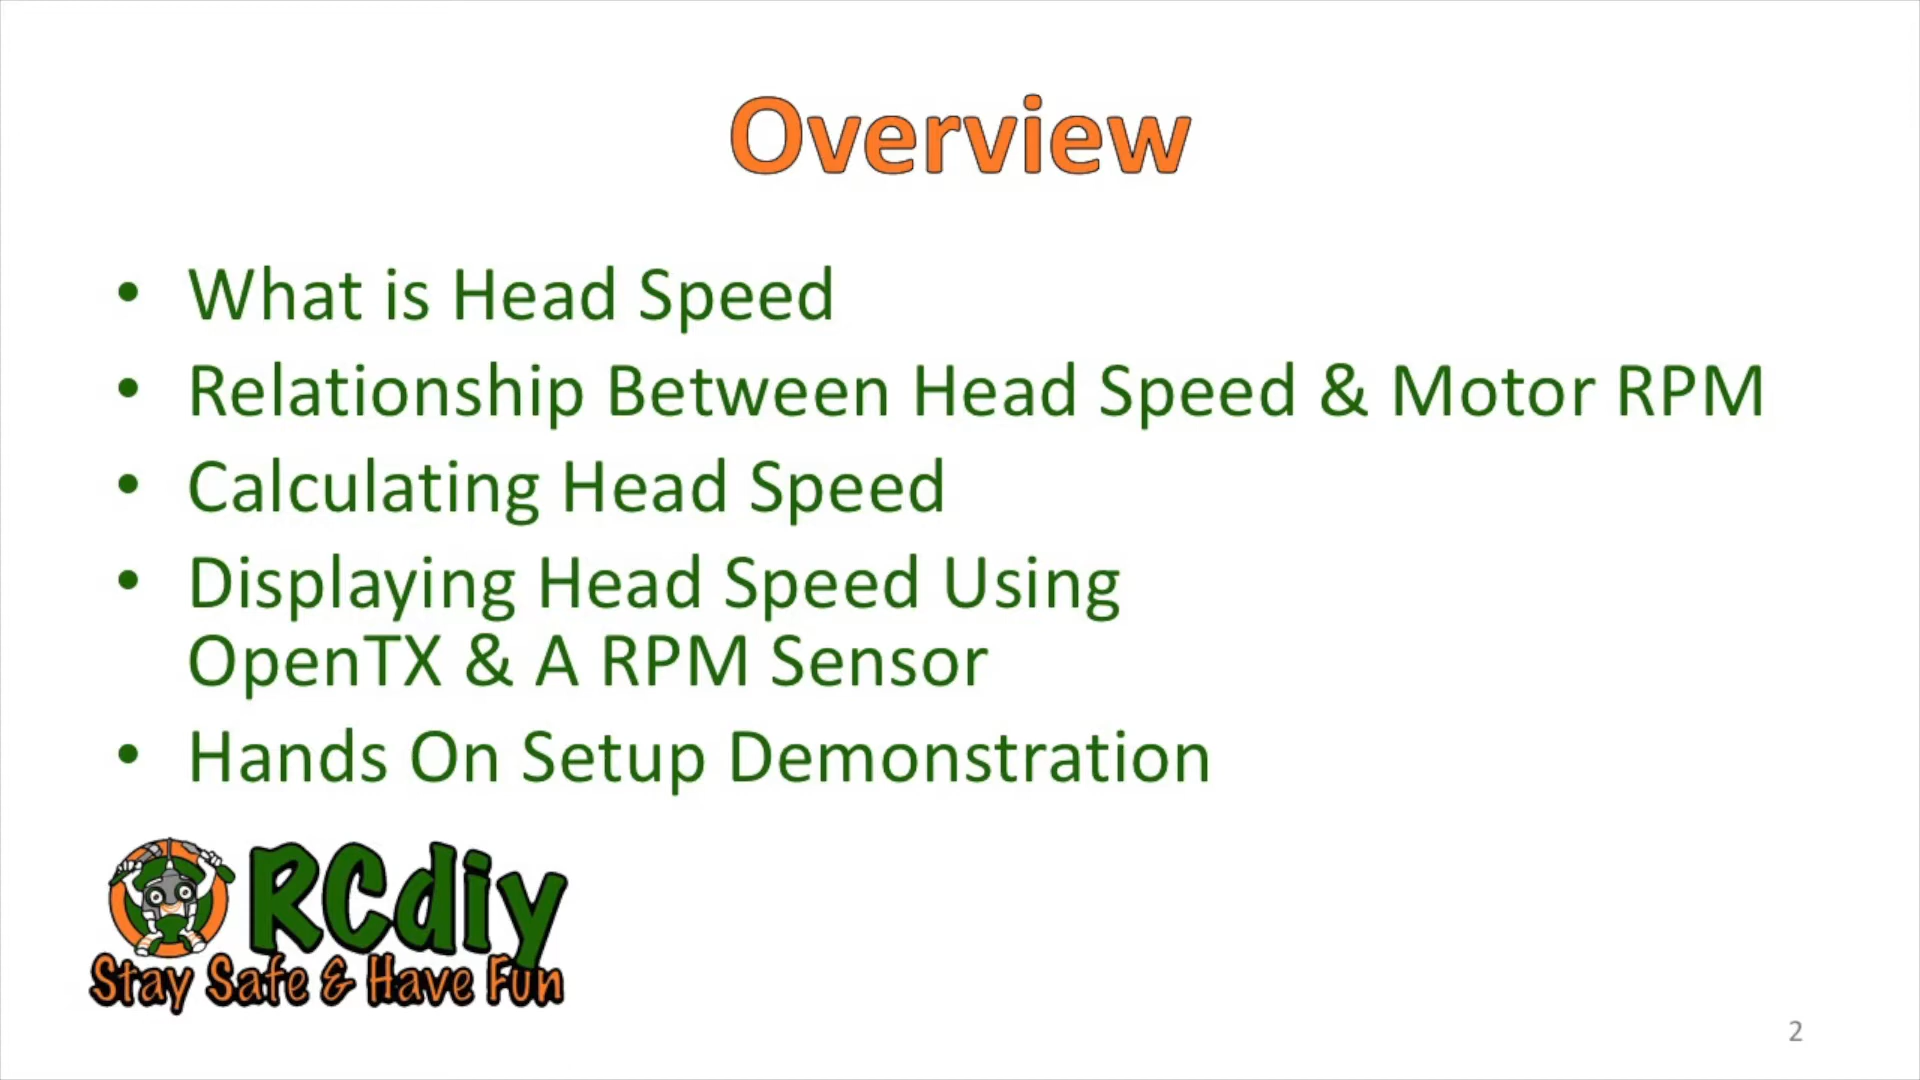 Overview
• What is Head Speed
• Relationship Between Head Speed & Motor RPM
• Calculating Head Speed
• Displaying Head Speed Using
OpenTX & A RPM Sensor
• Hands On Setup Demonstration
RCdiy
Stay Safe & Have Fun
2